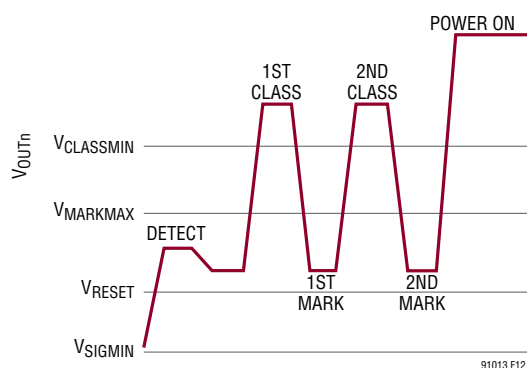 POWER ON
1ST
CLASS
2ND
CLASS
VOUTn
VCLASSMIN
VMARKMAX
DETECT
VRESET
1ST
MARK
2ND
MARK
VSIGMIN
91013 F12